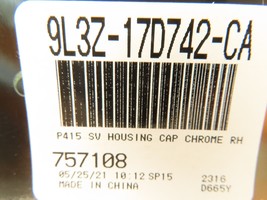 9L3Z-17D742-CA
P415 SV HOUSING CAP CHROME RH
757108
05/25/21 10:12 SP15 2316
MADE IN CHINA D665Y